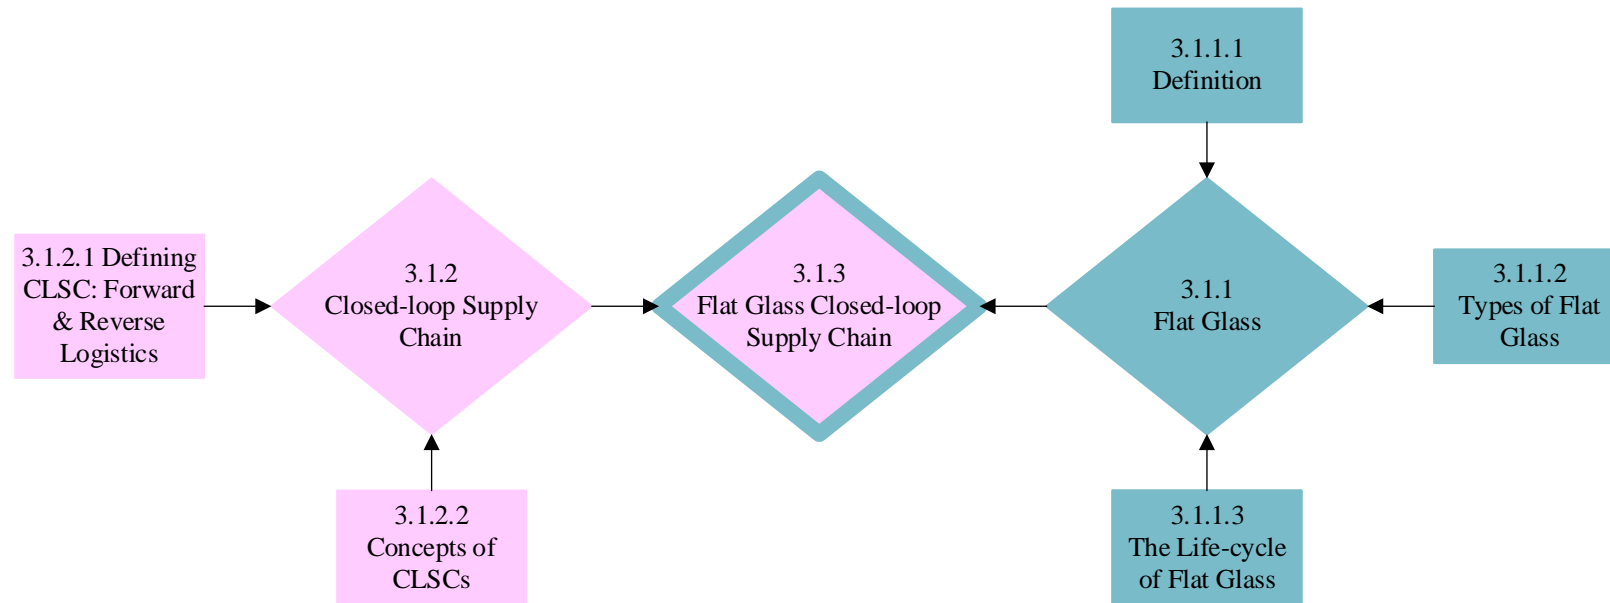 3.1.1.1
Definition
3.1.2.1 Defining
CLSC: Forward
& Reverse
Logistics
3.1.2
Closed-loop Supply
Chain
3.1.3
Flat Glass Closed-loop
Supply Chain
3.1.1
Flat Glass
3.1.1.2
Types of Flat
Glass
3.1.2.2
Concepts of
CLSCs
3.1.1.3
The Life-cycle
of Flat Glass